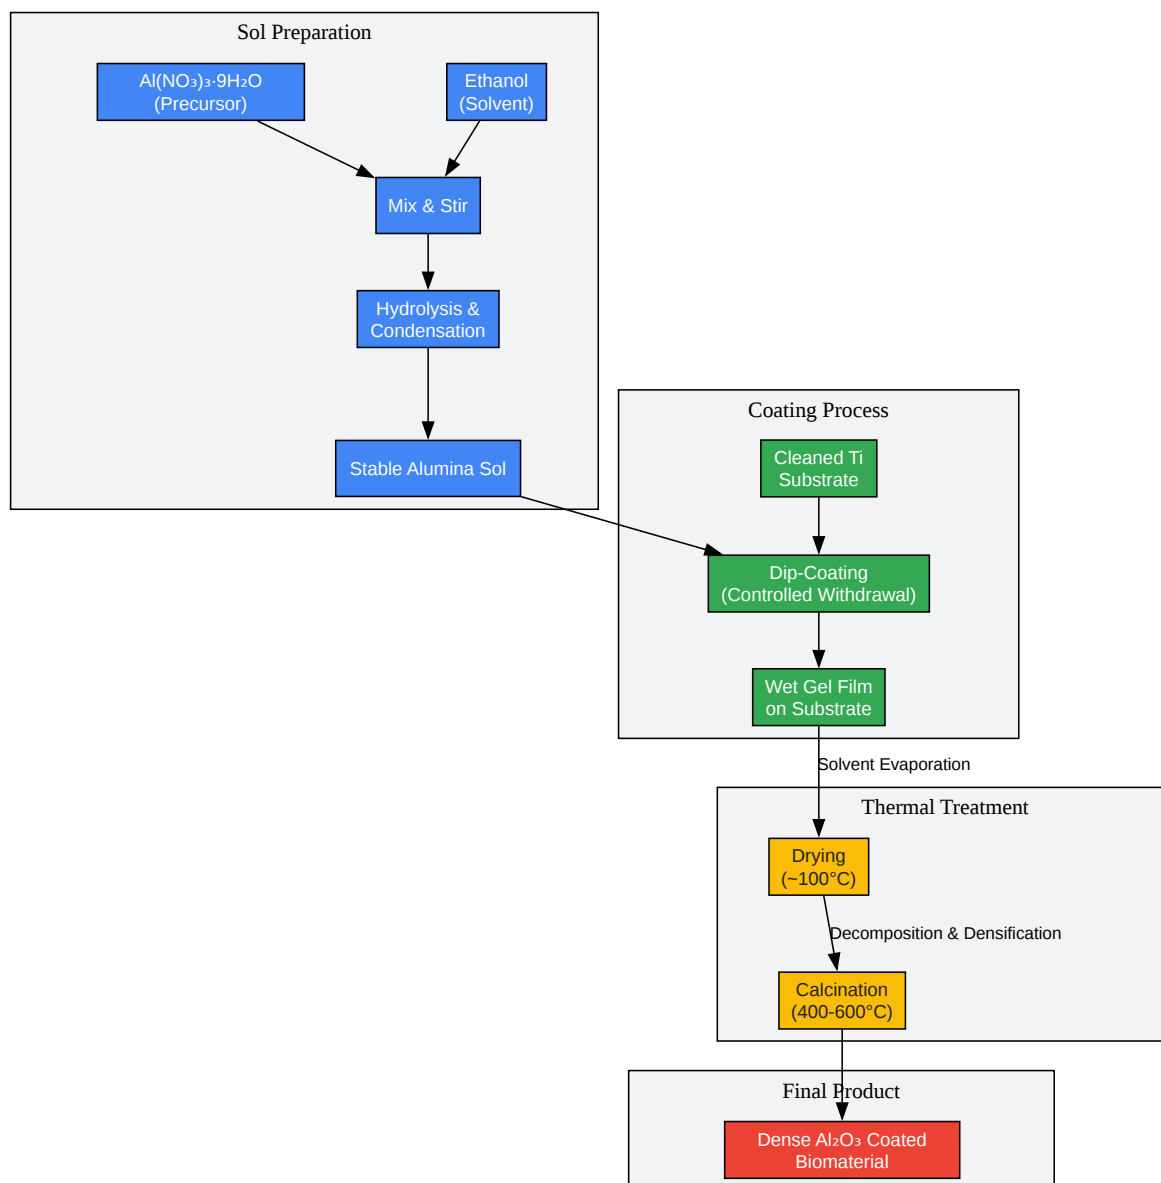 Sol Preparation
Al(NO₃)₃·9H₂O
(Precursor)
Ethanol
(Solvent)
Mix & Stir
Hydrolysis &
Condensation
Stable Alumina Sol
Coating Process
Cleaned Ti
Substrate
Dip-Coating
(Controlled Withdrawal)
Wet Gel Film
on Substrate
Solvent Evaporation
Thermal Treatment
Drying
(~100°C)
Decomposition & Densification
Calcination
(400-600°C)
Final Product
Dense Al₂O₃ Coated
Biomaterial